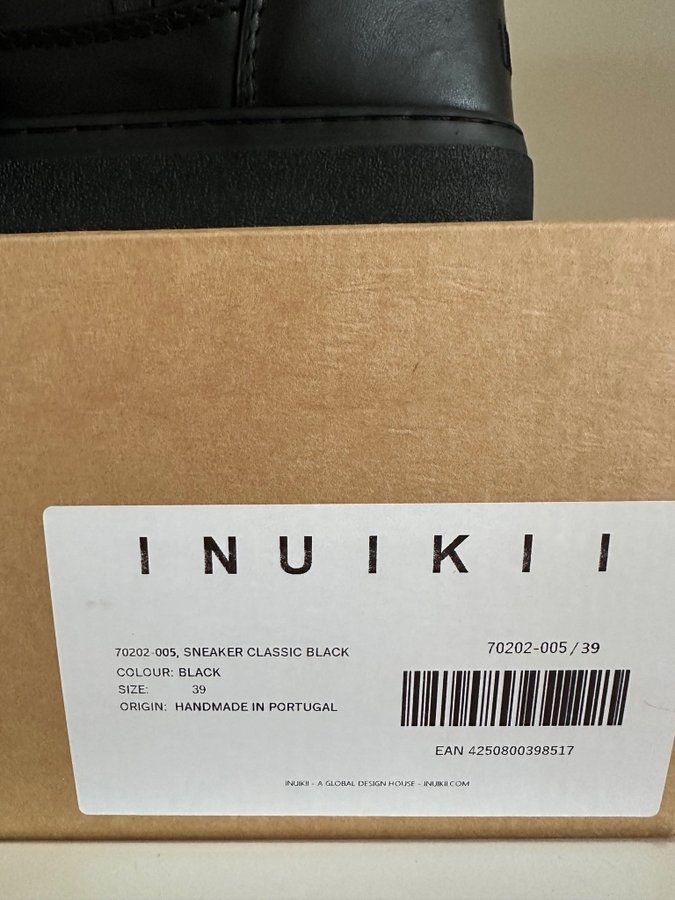 I N U I K I I
70202-005, SNEAKER CLASSIC BLACK
COLOUR: BLACK
SIZE: 39
ORIGIN: HANDMADE IN PORTUGAL
70202-005/39
EAN 4250800398517
INUIKII - A GLOBAL DESIGN HOUSE - INUIKII.COM